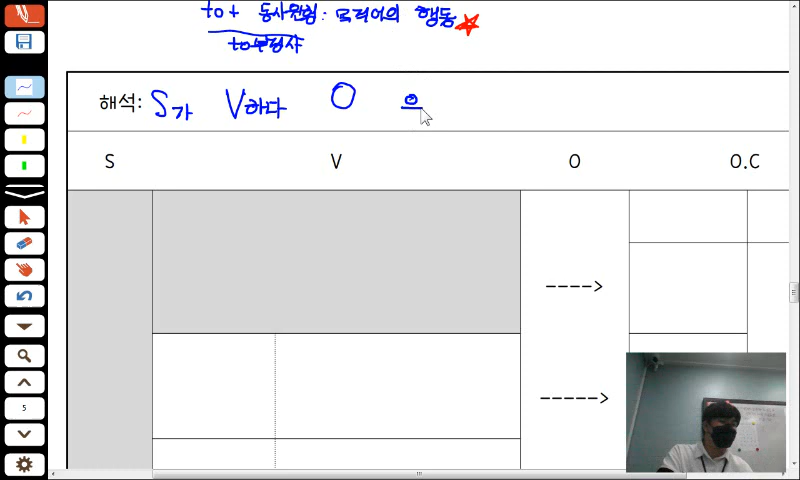 to + 동사원형: 목적어의 행동
to부정사
해석: S가 V하다 O 으
S V O O.C
---->
----->
5